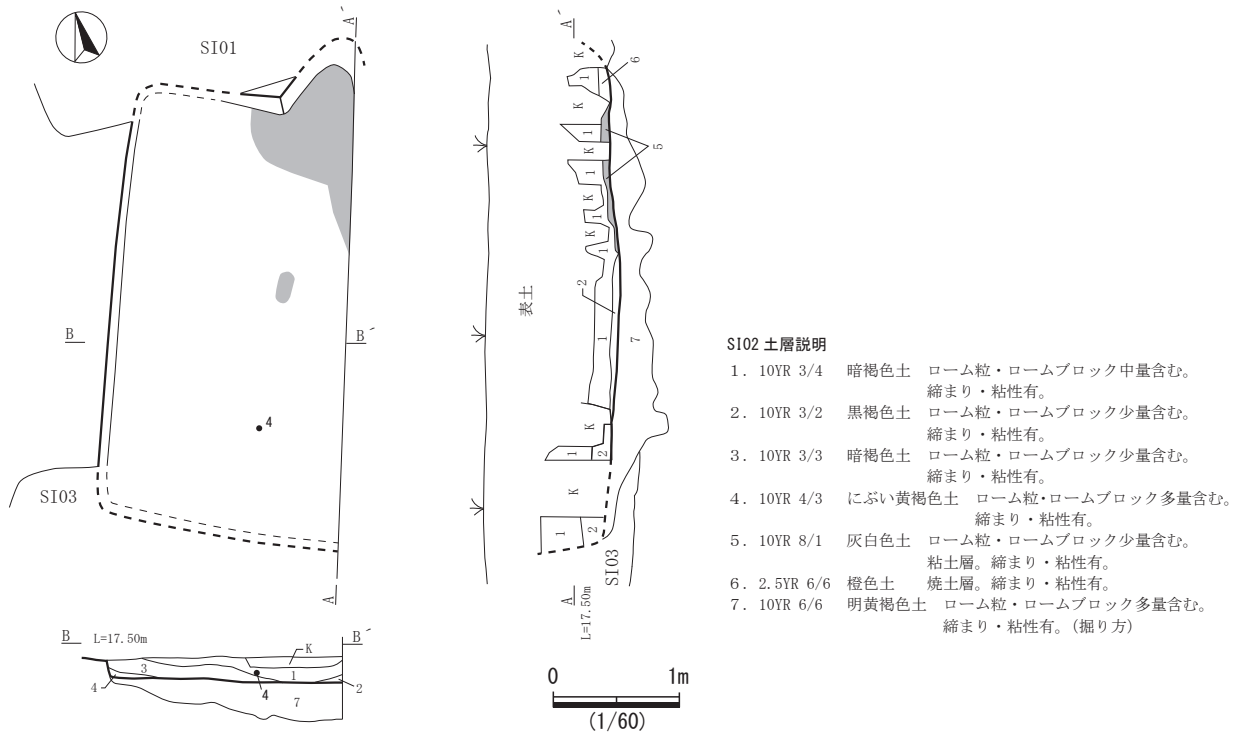 SI01
A´
B
B´
4
SI03
A
B
L=17.50m
B´
K
3
1
4
4
2
7
A´
K
1
6
K
1
K
5
1
K
1
K
1
2
表土
1
7
K
1
2
K
1
2
SI03
A
L=17.50m
0 1m
(1/60)
SI02 土層説明
1. 10YR 3/4 暗褐色土 ローム粒・ロームブロック中量含む。
締まり・粘性有。
2. 10YR 3/2 黒褐色土 ローム粒・ロームブロック少量含む。
締まり・粘性有。
3. 10YR 3/3 暗褐色土 ローム粒・ロームブロック少量含む。
締まり・粘性有。
4. 10YR 4/3 にぶい黄褐色土 ローム粒・ロームブロック多量含む。
締まり・粘性有。
5. 10YR 8/1 灰白色土 ローム粒・ロームブロック少量含む。
粘土層。締まり・粘性有。
6. 2.5YR 6/6 橙色土 焼土層。締まり・粘性有。
7. 10YR 6/6 明黄褐色土 ローム粒・ロームブロック多量含む。
締まり・粘性有。(掘り方)